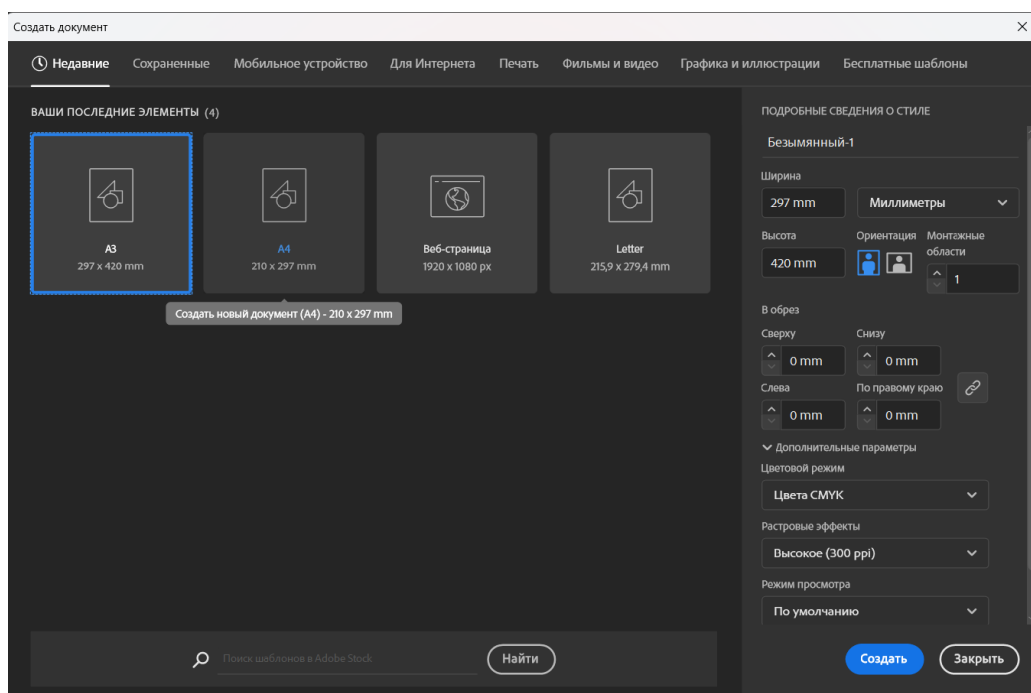 Создать документ
Недавние Сохраненные Мобильное устройство Для Интернета Печать Фильмы и видео Графика и иллюстрации Бесплатные шаблоны
ВАШИ ПОСЛЕДНИЕ ЭЛЕМЕНТЫ (4)
A3
297 x 420 mm
A4
210 x 297 mm
Веб-страница
1920 x 1080 px
Letter
215,9 x 279,4 mm
Создать новый документ (A4) - 210 x 297 mm
Поиск шаблонов в Adobe Stock
Найти
ПОДРОБНЫЕ СВЕДЕНИЯ О СТИЛЕ
Безымянный-1
Ширина
297 mm Миллиметры
Высота Ориентация Монтажные
области
420 mm 1
В обрез
Сверху Снизу
0 mm 0 mm
Слева По правому краю
0 mm 0 mm
Дополнительные параметры
Цветовой режим
Цвета CMYK
Растровые эффекты
Высокое (300 ppi)
Режим просмотра
По умолчанию
Создать Закрыть